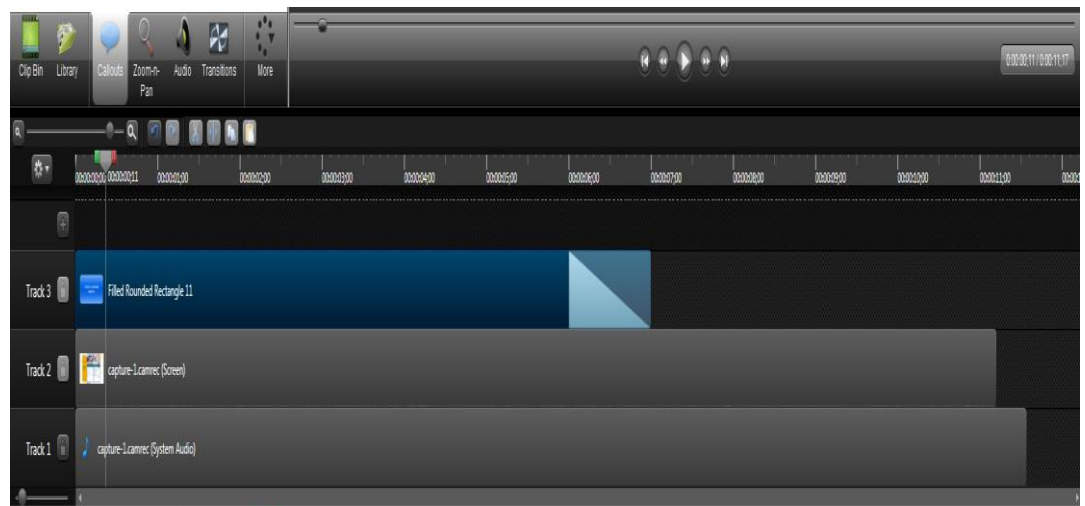 Clip Bin Library Callouts Zoom-n-Pan Audio Transitions More
0:00:00;11 / 0:00:11;17
00:00:00;00 00:00:00;11 00:00:01;00 00:00:02;00 00:00:03;00 00:00:04;00 00:00:05;00 00:00:06;00 00:00:07;00 00:00:08;00 00:00:09;00 00:00:10;00 00:00:11;00
Track 3 Filled Rounded Rectangle 11
Track 2 capture-1.camrec (Screen)
Track 1 capture-1.camrec (System Audio)